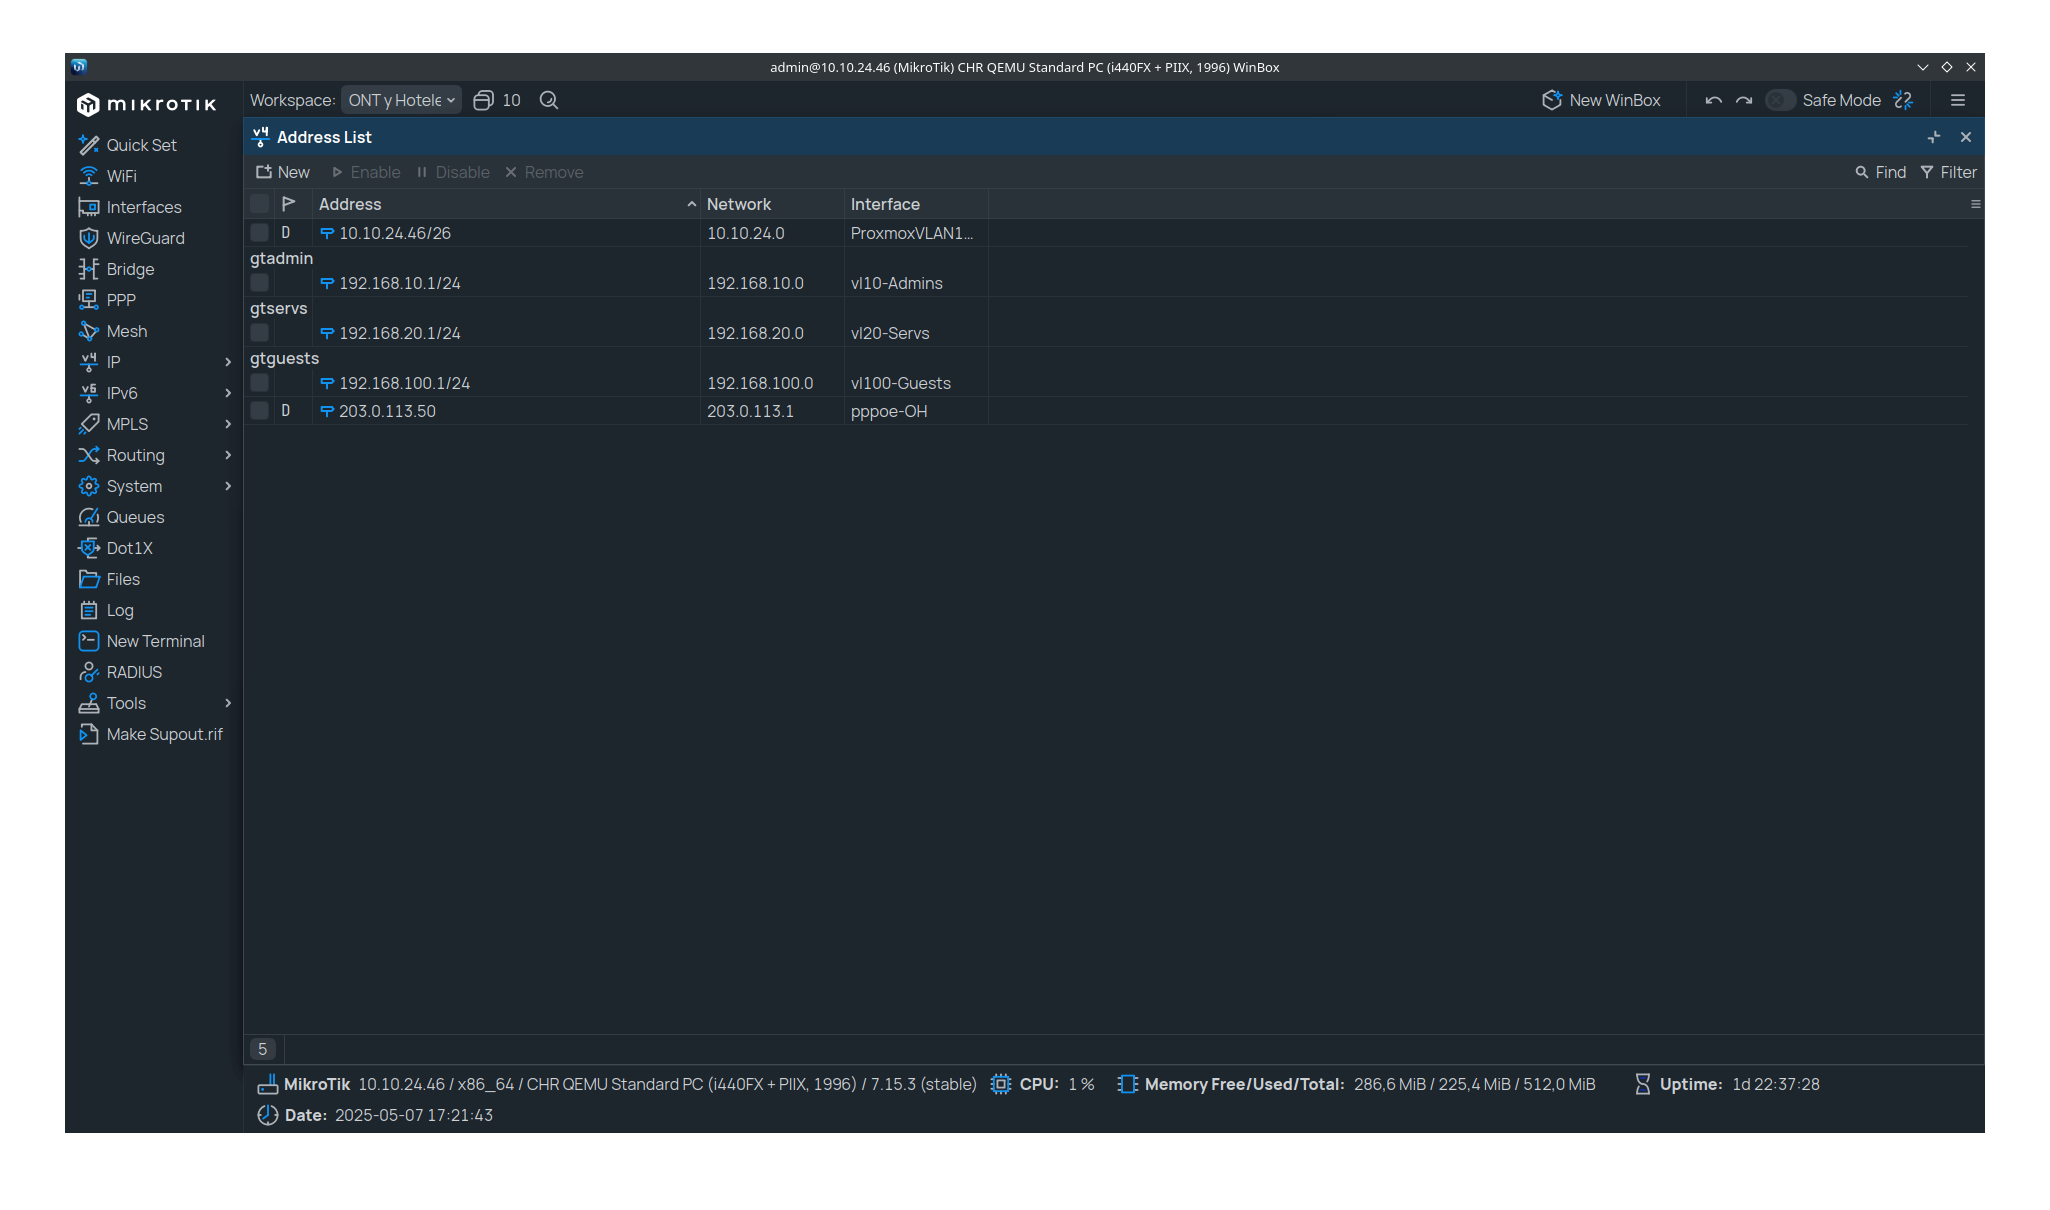 admin@10.10.24.46 (MikroTik) CHR QEMU Standard PC (i440FX + PIIX, 1996) WinBox
mikrotik
Workspace: ONT y Hotele 10 New WinBox Safe Mode
Address List
New Enable Disable Remove Find Filter
Address Network Interface
D 10.10.24.46/26 10.10.24.0 ProxmoxVLAN1...
gtadmin
192.168.10.1/24 192.168.10.0 vl10-Admins
gtservs
192.168.20.1/24 192.168.20.0 vl20-Servs
gtguests
192.168.100.1/24 192.168.100.0 vl100-Guests
D 203.0.113.50 203.0.113.1 pppoe-OH
Quick Set
WiFi
Interfaces
WireGuard
Bridge
PPP
Mesh
v4 IP
v6 IPv6
MPLS
Routing
System
Queues
Dot1X
Files
Log
New Terminal
RADIUS
Tools
Make Supout.rif
5
MikroTik 10.10.24.46 / x86_64 / CHR QEMU Standard PC (i440FX + PIIX, 1996) / 7.15.3 (stable) CPU: 1 % Memory Free/Used/Total: 286,6 MiB / 225,4 MiB / 512,0 MiB Uptime: 1d 22:37:28
Date: 2025-05-07 17:21:43